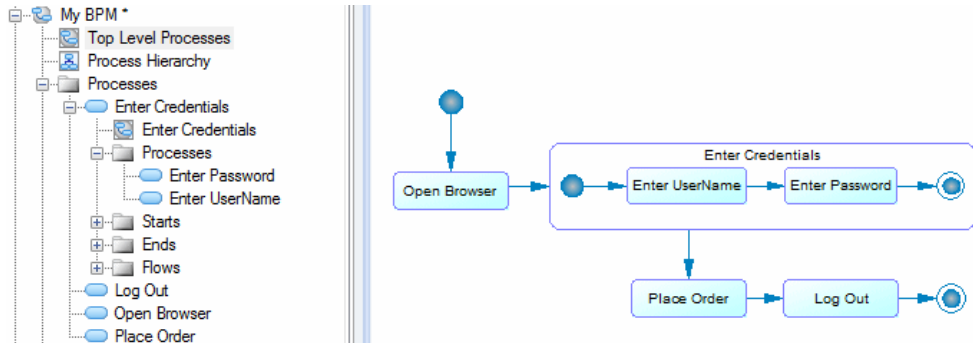 My BPM *
Top Level Processes
Process Hierarchy
Processes
Enter Credentials
Enter Credentials
Processes
Enter Password
Enter UserName
Starts
Ends
Flows
Log Out
Open Browser
Place Order
Enter Credentials
Open Browser
Enter UserName
Enter Password
Place Order
Log Out